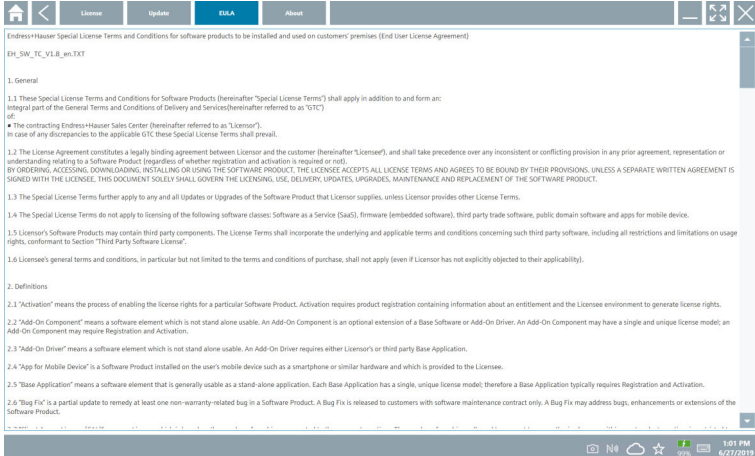 License Update EULA About
Endress+Hauser Special License Terms and Conditions for software products to be installed and used on customers' premises (End User License Agreement)
EH_SW_TC_V1.8_en.TXT
1. General
1.1 These Special License Terms and Conditions for Software Products (hereinafter "Special License Terms") shall apply in addition to and form an:
Integral part of the General Terms and Conditions of Delivery and Services(hereinafter referred to as "GTC")
of:
● The contracting Endress+Hauser Sales Center (hereinafter referred to as "Licensor").
In case of any discrepancies to the applicable GTC these Special License Terms shall prevail.
1.2 The License Agreement constitutes a legally binding agreement between Licensor and the customer (hereinafter "Licensee"), and shall take precedence over any inconsistent or conflicting provision in any prior agreement, representation or
understanding relating to a Software Product (regardless of whether registration and activation is required or not).
BY ORDERING, ACCESSING, DOWNLOADING, INSTALLING OR USING THE SOFTWARE PRODUCT, THE LICENSEE ACCEPTS ALL LICENSE TERMS AND AGREES TO BE BOUND BY THEIR PROVISIONS. UNLESS A SEPARATE WRITTEN AGREEMENT IS
SIGNED WITH THE LICENSEE, THIS DOCUMENT SOLELY SHALL GOVERN THE LICENSING, USE, DELIVERY, UPDATES, UPGRADES, MAINTENANCE AND REPLACEMENT OF THE SOFTWARE PRODUCT.
1.3 The Special License Terms further apply to any and all Updates or Upgrades of the Software Product that Licensor supplies, unless Licensor provides other License Terms.
1.4 The Special License Terms do not apply to licensing of the following software classes: Software as a Service (SaaS), firmware (embedded software), third party trade software, public domain software and apps for mobile device.
1.5 Licensor's Software Products may contain third party components. The License Terms shall incorporate the underlying and applicable terms and conditions concerning such third party software, including all restrictions and limitations on usage
rights, conformant to Section "Third Party Software License".
1.6 Licensee's general terms and conditions, in particular but not limited to the terms and conditions of purchase, shall not apply (even if Licensor has not explicitly objected to their applicability).
2. Definitions
2.1 "Activation" means the process of enabling the license rights for a particular Software Product. Activation requires product registration containing information about an entitlement and the Licensee environment to generate license rights.
2.2 "Add-On Component" means a software element which is not stand alone usable. An Add-On Component is an optional extension of a Base Software or Add-On Driver. An Add-On Component may have a single and unique license model; an
Add-On Component may require Registration and Activation.
2.3 "Add-On Driver" means a software element which is not stand alone usable. An Add-On Driver requires either Licensor's or third party Base Application.
2.4 "App for Mobile Device" is a Software Product installed on the user's mobile device such as a smartphone or similar hardware and which is provided to the Licensee.
2.5 "Base Application" means a software element that is generally usable as a stand-alone application. Each Base Application has a single, unique license model; therefore a Base Application typically requires Registration and Activation.
2.6 "Bug Fix" is a partial update to remedy at least one non-warranty-related bug in a Software Product. A Bug Fix is released to customers with software maintenance contract only. A Bug Fix may address bugs, enhancements or extensions of the
Software Product.
99%
1:01 PM
6/27/2019